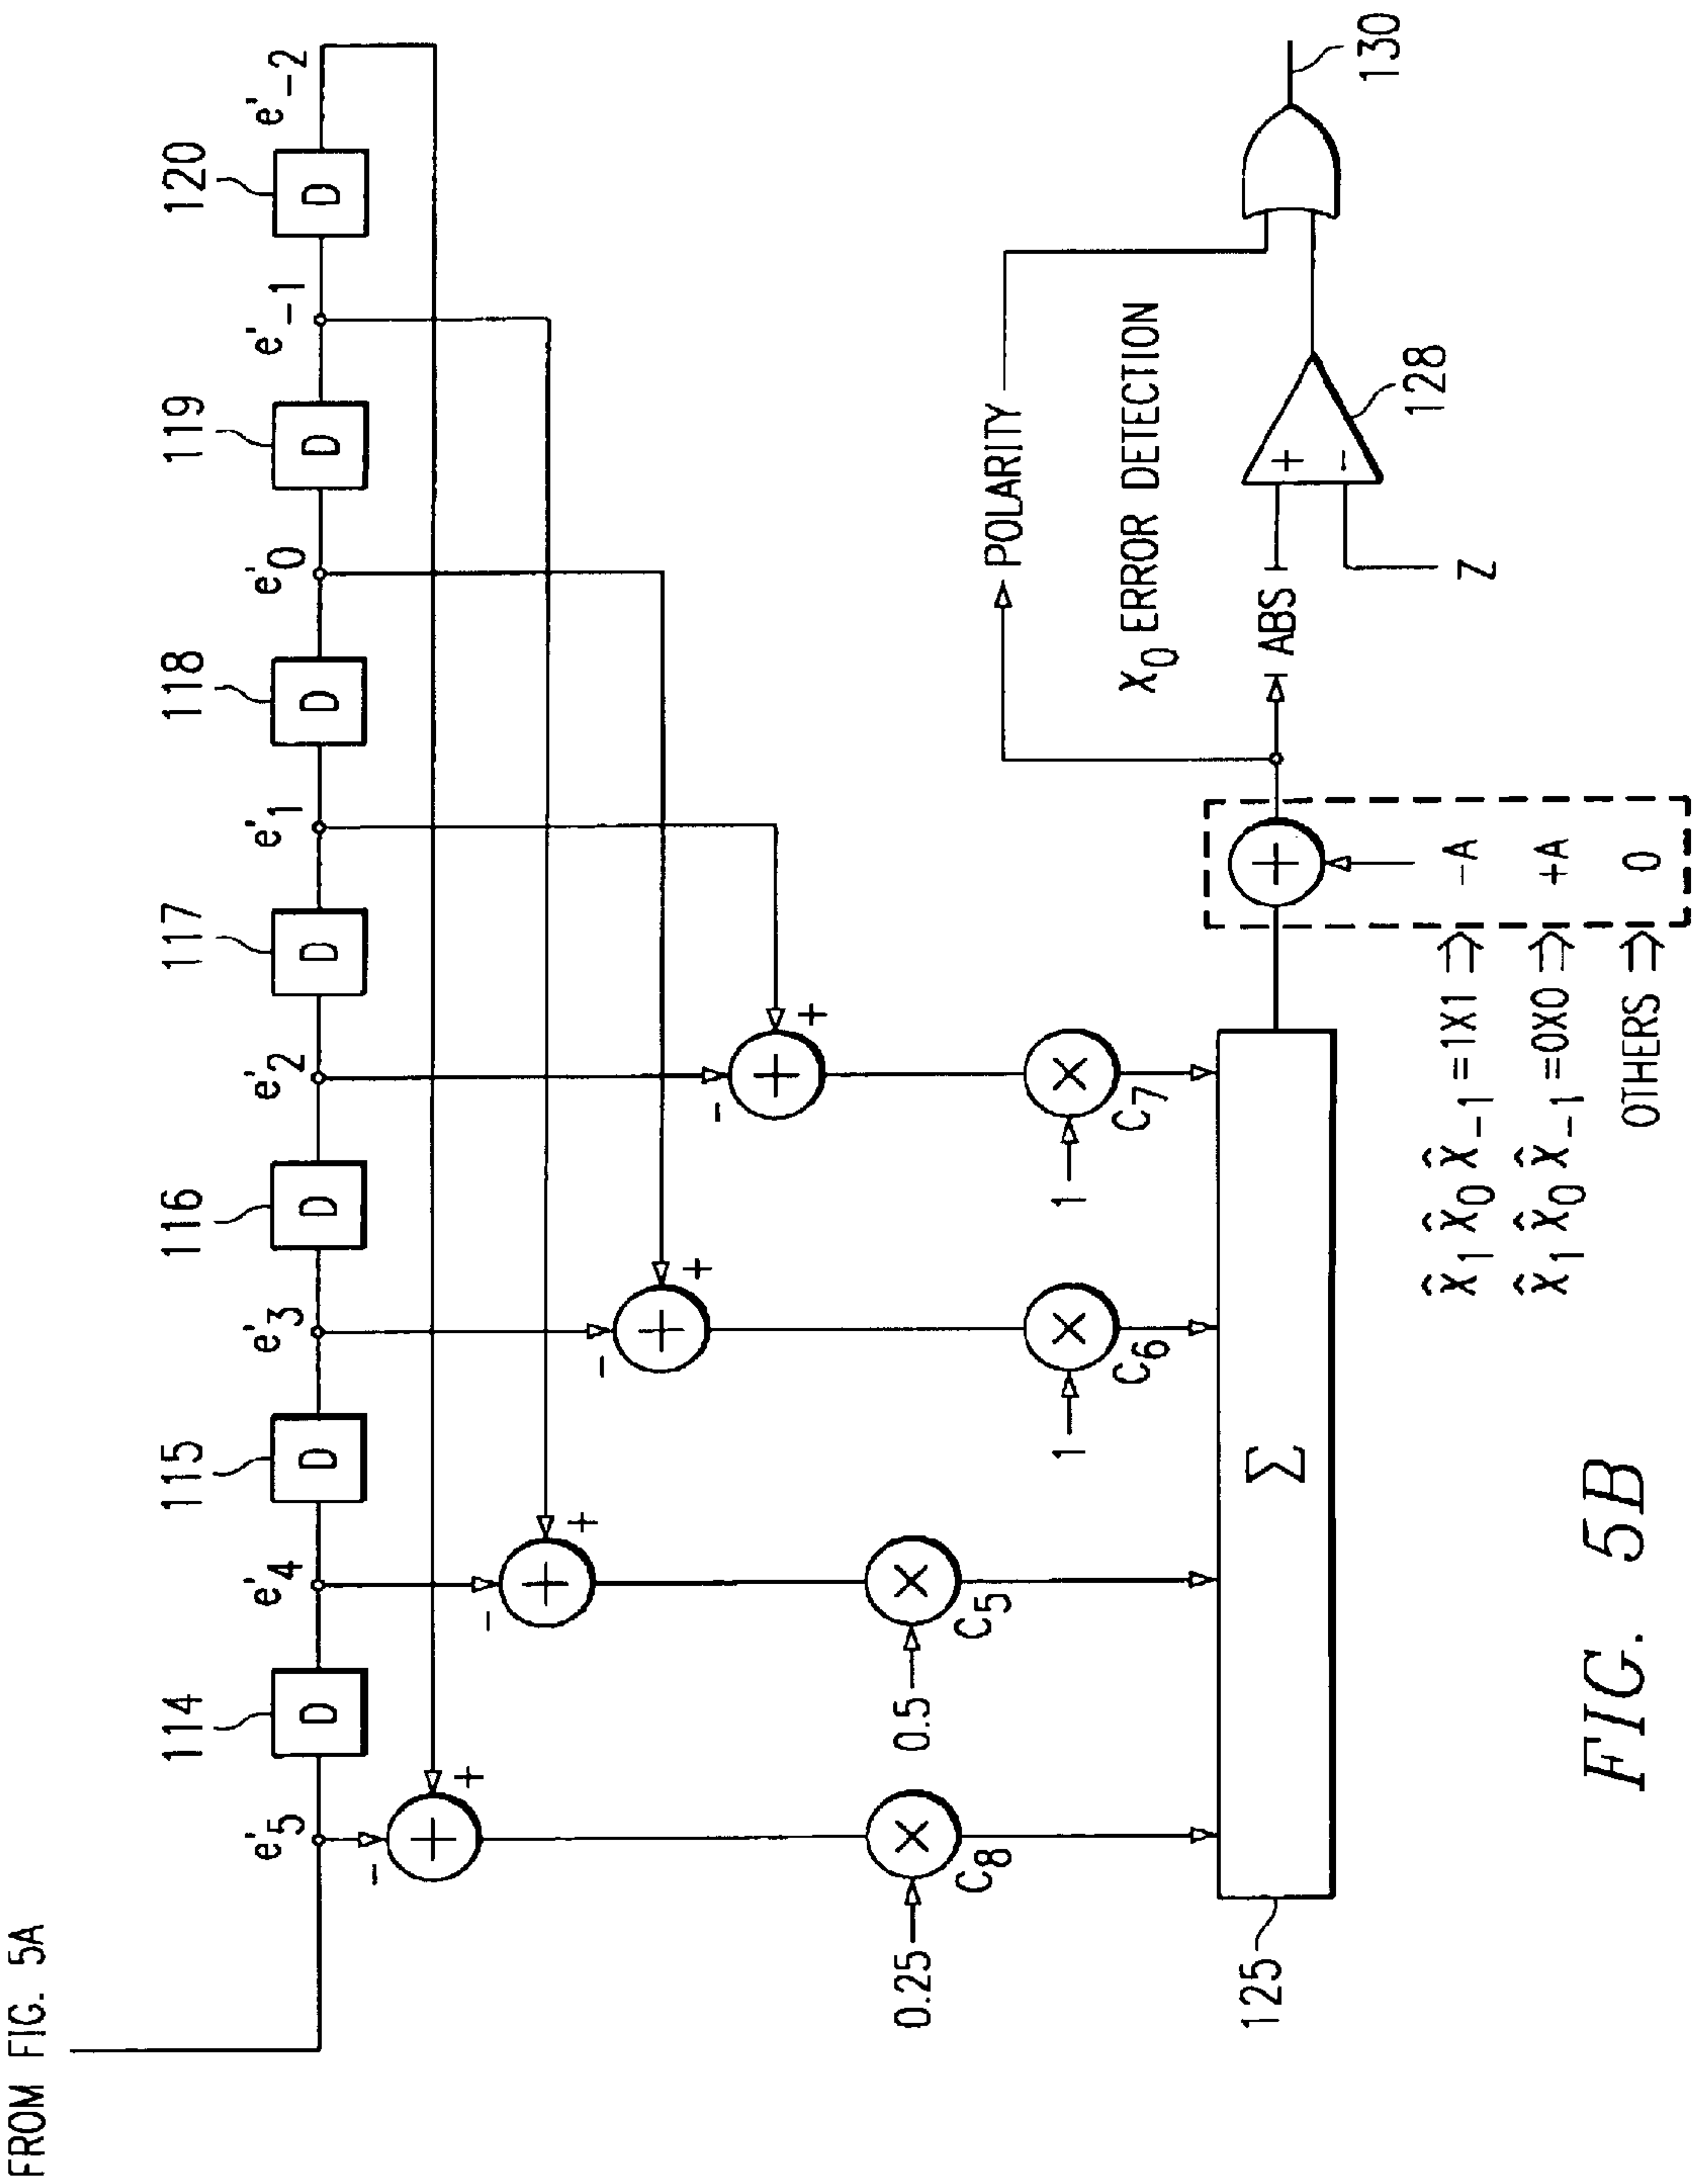 FROM FIG. 5A
114 115 116 117 118 119 120
D D D D D D D
e'5 e'4 e'3 e'2 e'1 e'0 e'-1 e'-2
- + - + - + - +
+ + + +
0.25 0.5 1 1
× × × ×
C8 C5 C6 C7
125
Σ
+
X̂1 X̂0 X̂-1 = 1X1 ⇒ -A
X̂1 X̂0 X̂-1 = 0X0 ⇒ +A
OTHERS ⇒ 0
POLARITY
X0 ERROR DETECTION
| ABS |
+
-
Z
128
130
FIG. 5B